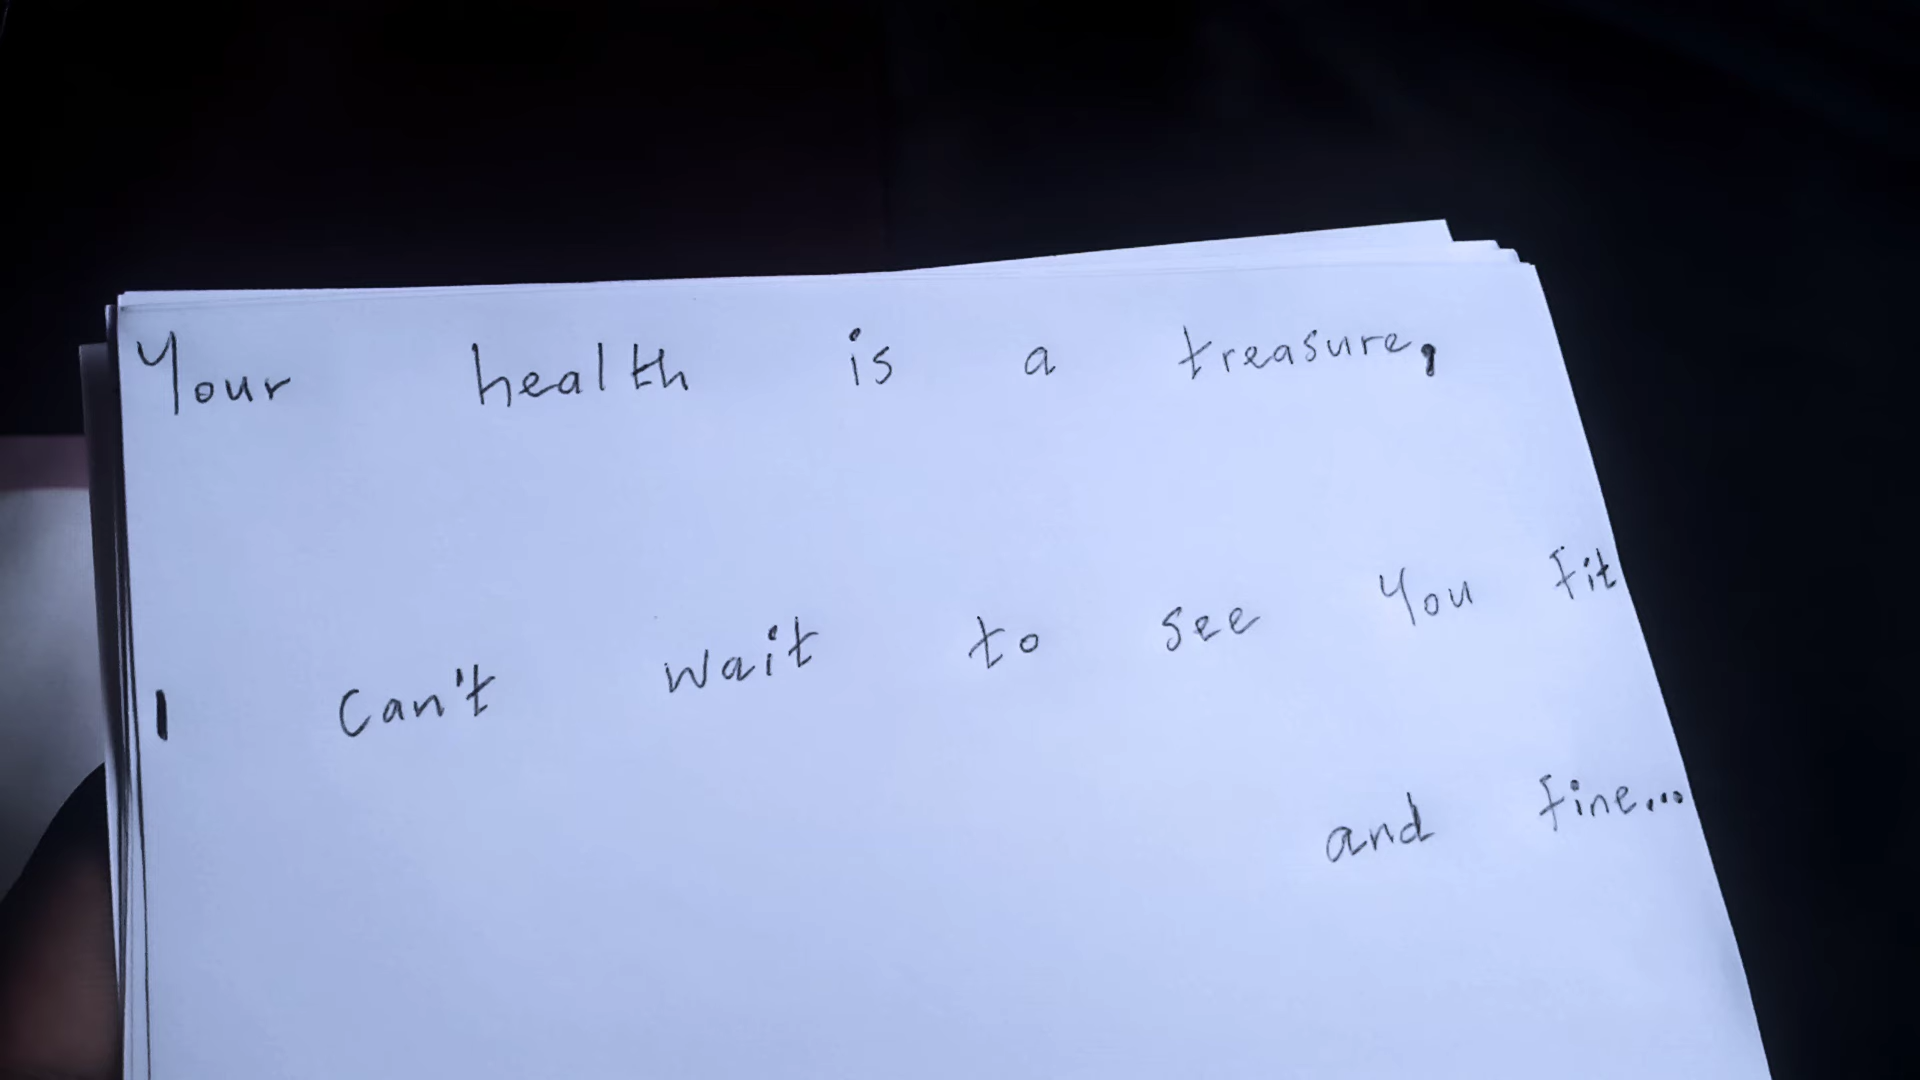 Your health is a treasure,
I can't wait to see you fit
and fine...